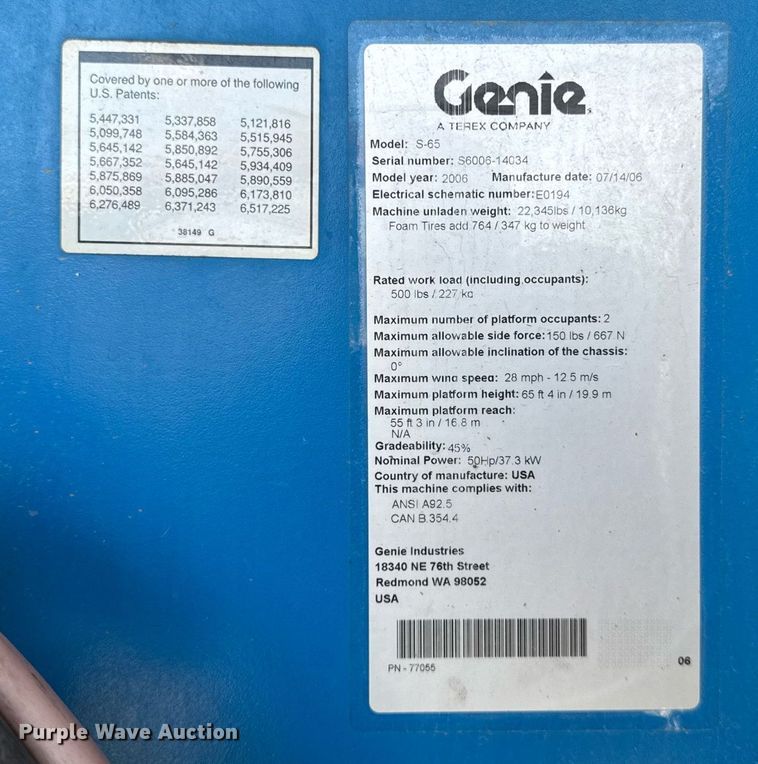 Covered by one or more of the following
U.S. Patents:
5,447,331 5,337,858 5,121,816
5,099,748 5,584,363 5,515,945
5,645,142 5,850,892 5,755,306
5,667,352 5,645,142 5,934,409
5,875,869 5,885,047 5,890,559
6,050,358 6,095,286 6,173,810
6,276,489 6,371,243 6,517,225
38149 G
Genie
A TEREX COMPANY
Model: S-65
Serial number: S6006-14034
Model year: 2006 Manufacture date: 07/14/06
Electrical schematic number: E0194
Machine unladen weight: 22,345lbs / 10,136kg
Foam Tires add 764 / 347 kg to weight
Rated work load (including occupants):
500 lbs / 227 kg
Maximum number of platform occupants: 2
Maximum allowable side force: 150 lbs / 667 N
Maximum allowable inclination of the chassis:
0°
Maximum wind speed: 28 mph - 12.5 m/s
Maximum platform height: 65 ft 4 in / 19.9 m
Maximum platform reach:
55 ft 3 in / 16.8 m
N/A
Gradeability: 45%
Nominal Power: 50Hp/37.3 kW
Country of manufacture: USA
This machine complies with:
ANSI A92.5
CAN B.354.4
Genie Industries
18340 NE 76th Street
Redmond WA 98052
USA
PN - 77055
06
Purple Wave Auction